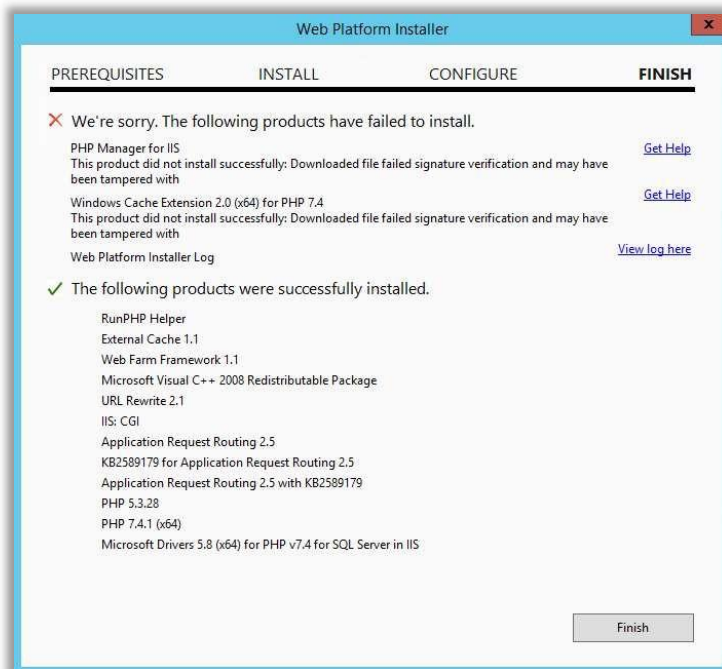 Web Platform Installer
x
PREREQUISITES INSTALL CONFIGURE FINISH
We're sorry. The following products have failed to install.
PHP Manager for IIS Get Help
This product did not install successfully: Downloaded file failed signature verification and may have
been tampered with
Windows Cache Extension 2.0 (x64) for PHP 7.4 Get Help
This product did not install successfully: Downloaded file failed signature verification and may have
been tampered with
Web Platform Installer Log View log here
The following products were successfully installed.
RunPHP Helper
External Cache 1.1
Web Farm Framework 1.1
Microsoft Visual C++ 2008 Redistributable Package
URL Rewrite 2.1
IIS: CGI
Application Request Routing 2.5
KB2589179 for Application Request Routing 2.5
Application Request Routing 2.5 with KB2589179
PHP 5.3.28
PHP 7.4.1 (x64)
Microsoft Drivers 5.8 (x64) for PHP v7.4 for SQL Server in IIS
Finish